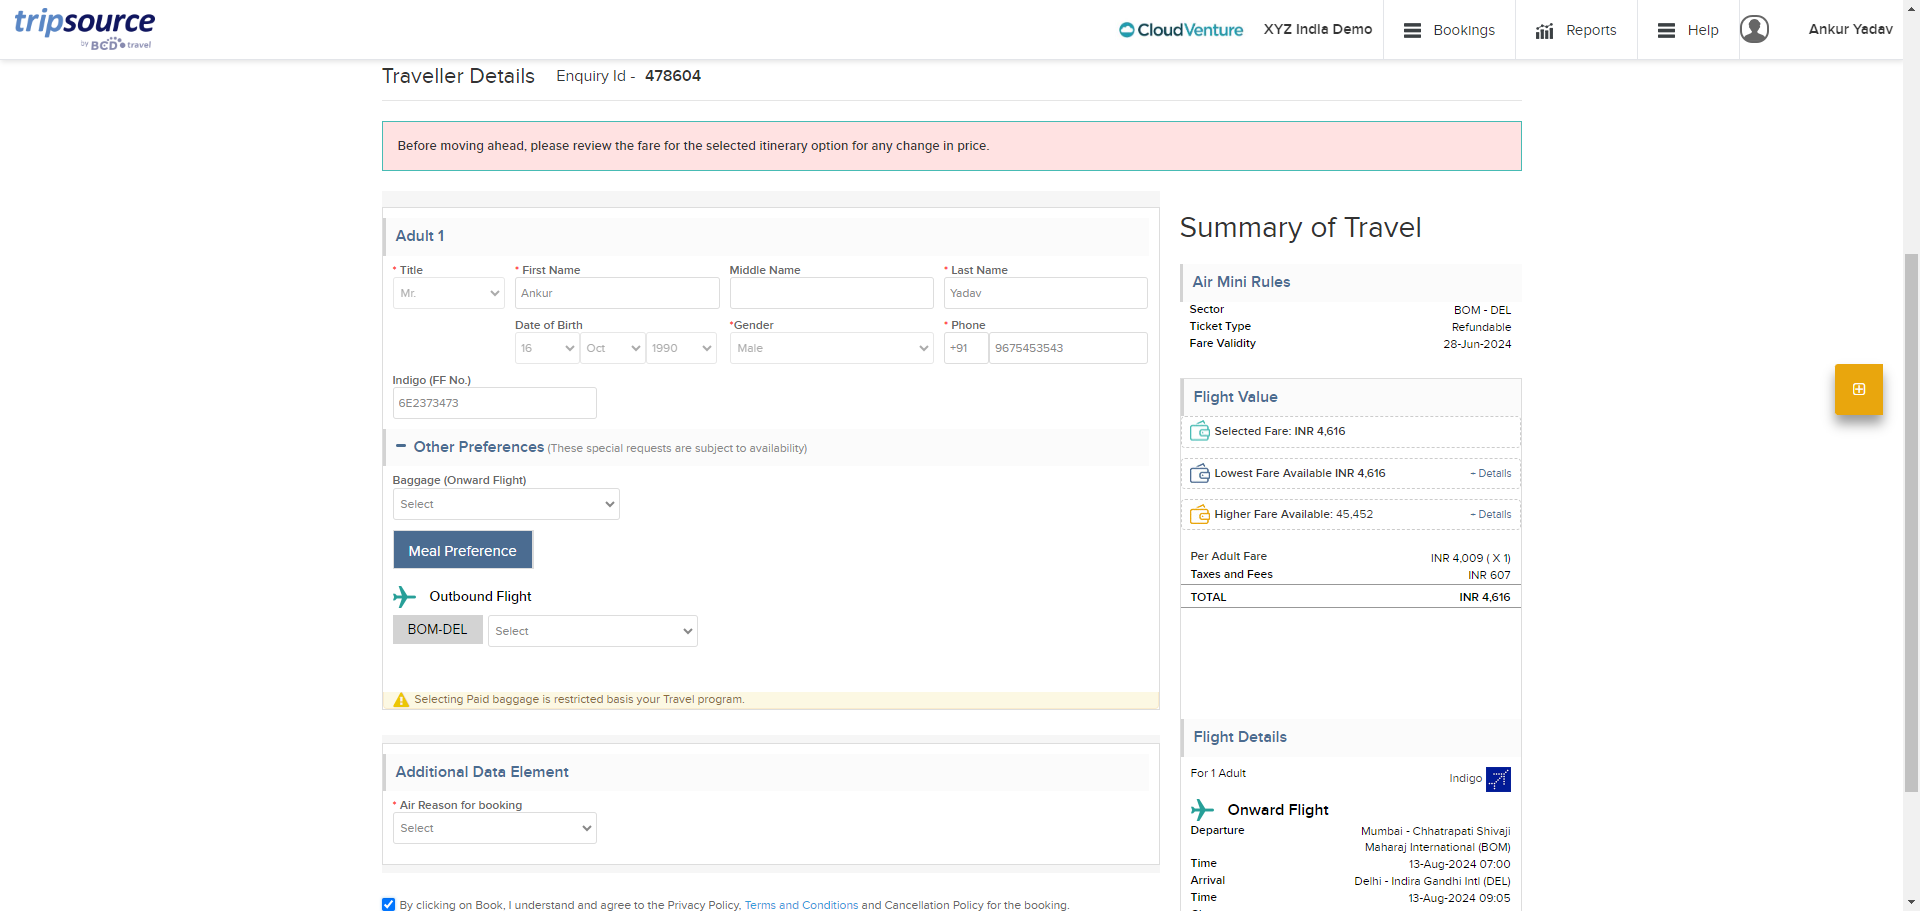 tripsource
by BCD travel
CloudVenture
XYZ India Demo
Bookings
Reports
Help
Ankur Yadav
Traveller Details
Enquiry Id - 478604
Before moving ahead, please review the fare for the selected itinerary option for any change in price.
Adult 1
* Title
* First Name
Middle Name
* Last Name
Mr.
Ankur
Yadav
Date of Birth
*Gender
* Phone
16
Oct
1990
Male
+91
9675453543
Indigo (FF No.)
6E2373473
Other Preferences (These special requests are subject to availability)
Baggage (Onward Flight)
Select
Meal Preference
Outbound Flight
BOM-DEL
Select
Selecting Paid baggage is restricted basis your Travel program.
Additional Data Element
* Air Reason for booking
Select
By clicking on Book, I understand and agree to the Privacy Policy, Terms and Conditions and Cancellation Policy for the booking.
Summary of Travel
Air Mini Rules
Sector BOM - DEL
Ticket Type Refundable
Fare Validity 28-Jun-2024
Flight Value
Selected Fare: INR 4,616
Lowest Fare Available INR 4,616 + Details
Higher Fare Available: 45,452 + Details
Per Adult Fare INR 4,009 ( X 1)
Taxes and Fees INR 607
TOTAL INR 4,616
Flight Details
For 1 Adult Indigo
Onward Flight
Departure Mumbai - Chhatrapati Shivaji
Maharaj International (BOM)
Time 13-Aug-2024 07:00
Arrival Delhi - Indira Gandhi Intl (DEL)
Time 13-Aug-2024 09:05